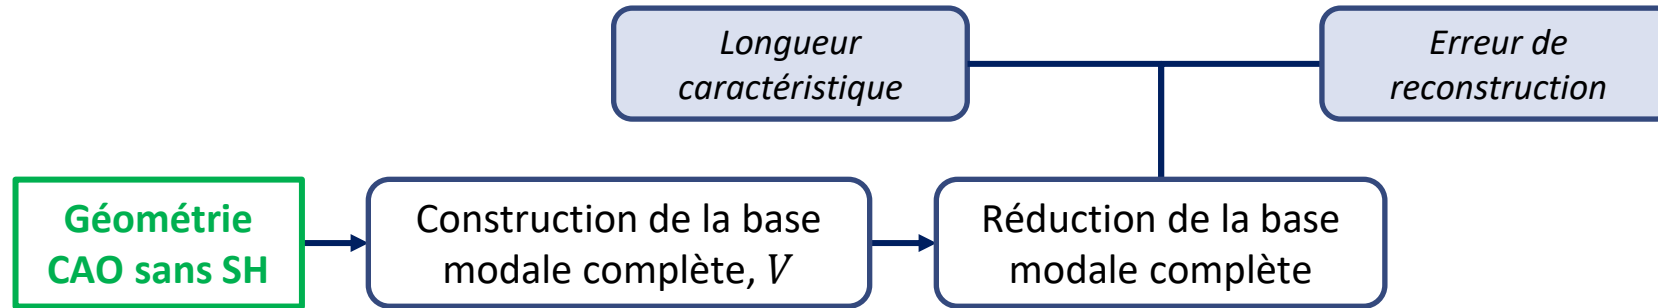 Longueur
caractéristique
Erreur de
reconstruction
Géométrie
CAO sans SH
Construction de la base
modale complète, V
Réduction de la base
modale complète